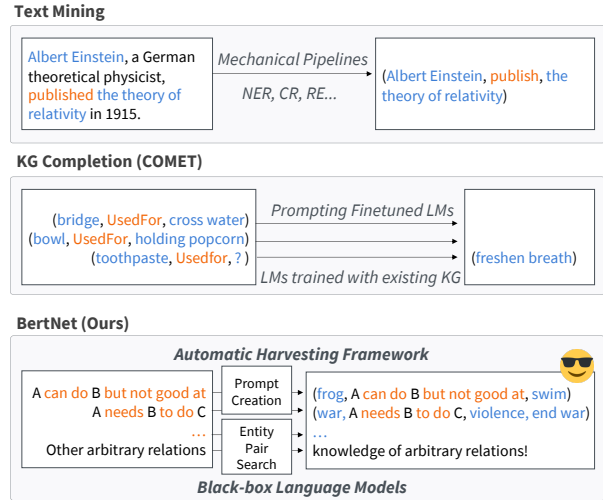 Text Mining
Albert Einstein, a German
theoretical physicist,
published the theory of
relativity in 1915.
Mechanical Pipelines
NER, CR, RE...
(Albert Einstein, publish, the
theory of relativity)
KG Completion (COMET)
(bridge, UsedFor, cross water)
(bowl, UsedFor, holding popcorn)
(toothpaste, Usedfor, ? )
Prompting Finetuned LMs
LMs trained with existing KG
(freshen breath)
BertNet (Ours)
Automatic Harvesting Framework
A can do B but not good at
A needs B to do C
...
Other arbitrary relations
Prompt
Creation
Entity
Pair
Search
(frog, A can do B but not good at, swim)
(war, A needs B to do C, violence, end war)
...
knowledge of arbitrary relations!
Black-box Language Models